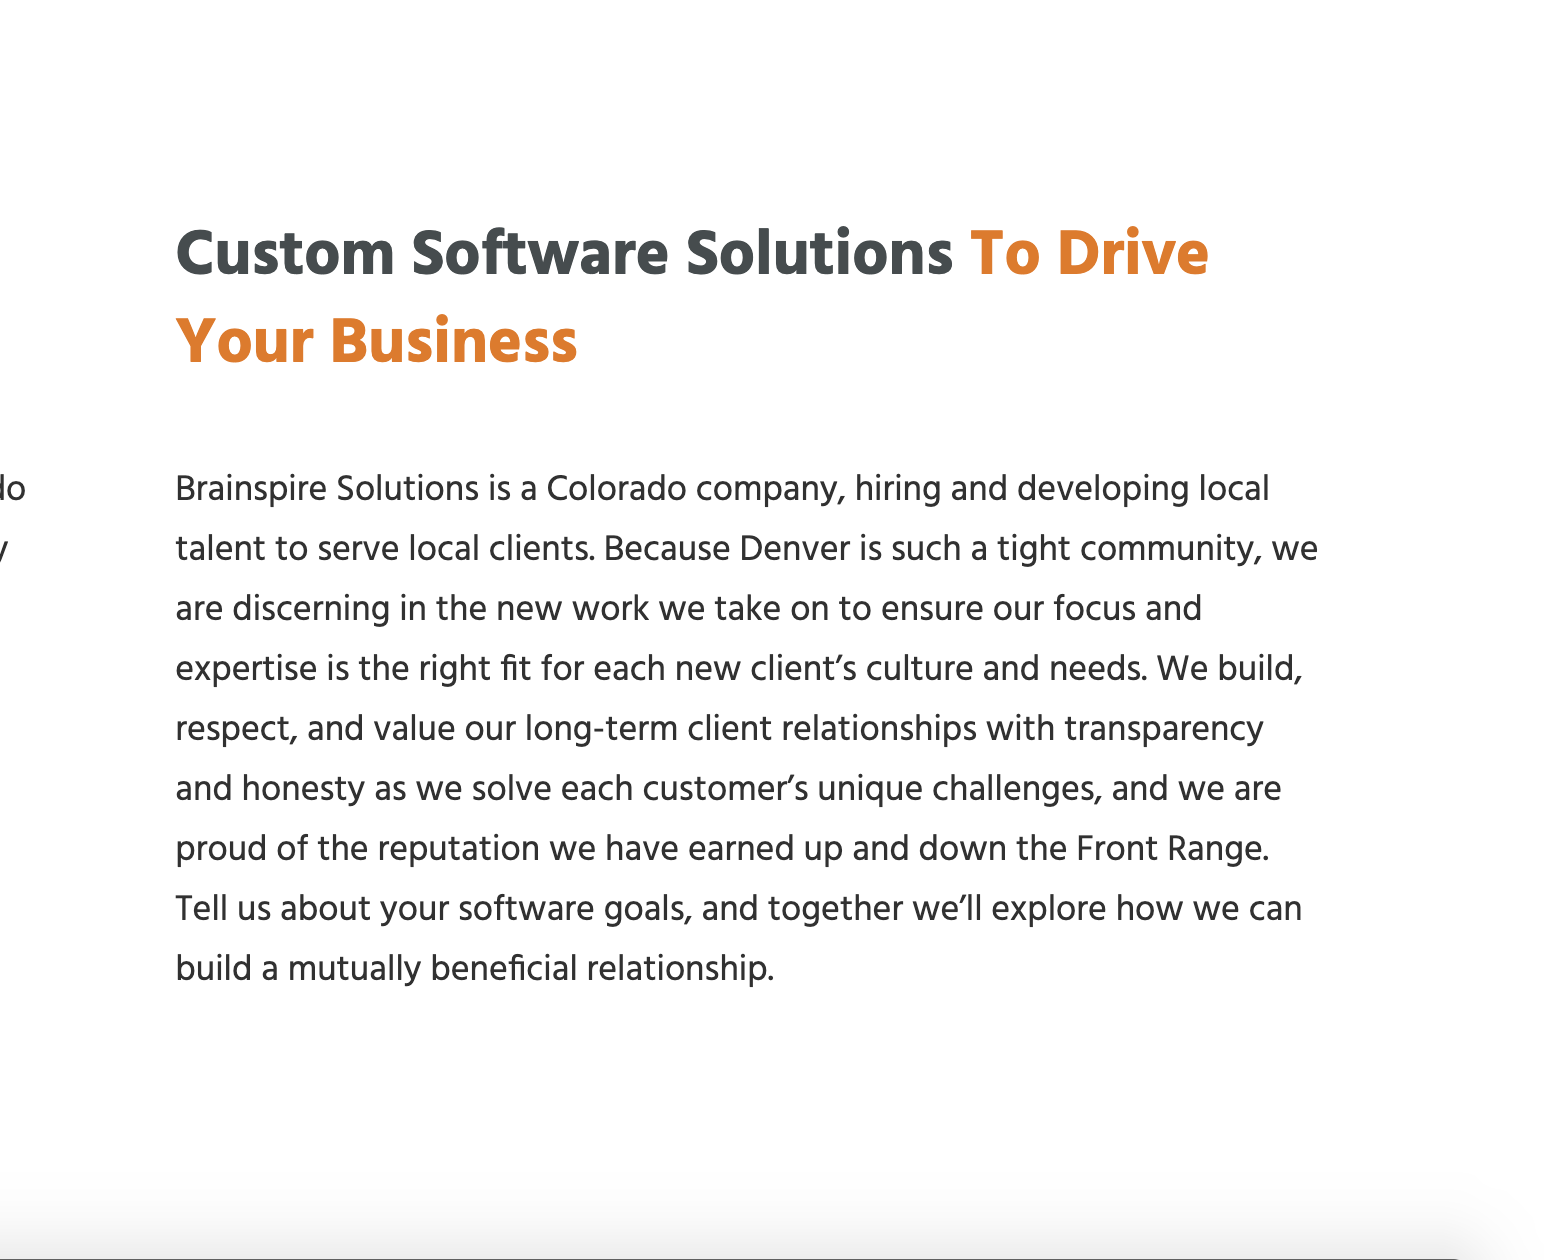 Custom Software Solutions To Drive
Your Business
do
y
Brainspire Solutions is a Colorado company, hiring and developing local
talent to serve local clients. Because Denver is such a tight community, we
are discerning in the new work we take on to ensure our focus and
expertise is the right fit for each new client’s culture and needs. We build,
respect, and value our long-term client relationships with transparency
and honesty as we solve each customer’s unique challenges, and we are
proud of the reputation we have earned up and down the Front Range.
Tell us about your software goals, and together we’ll explore how we can
build a mutually beneficial relationship.